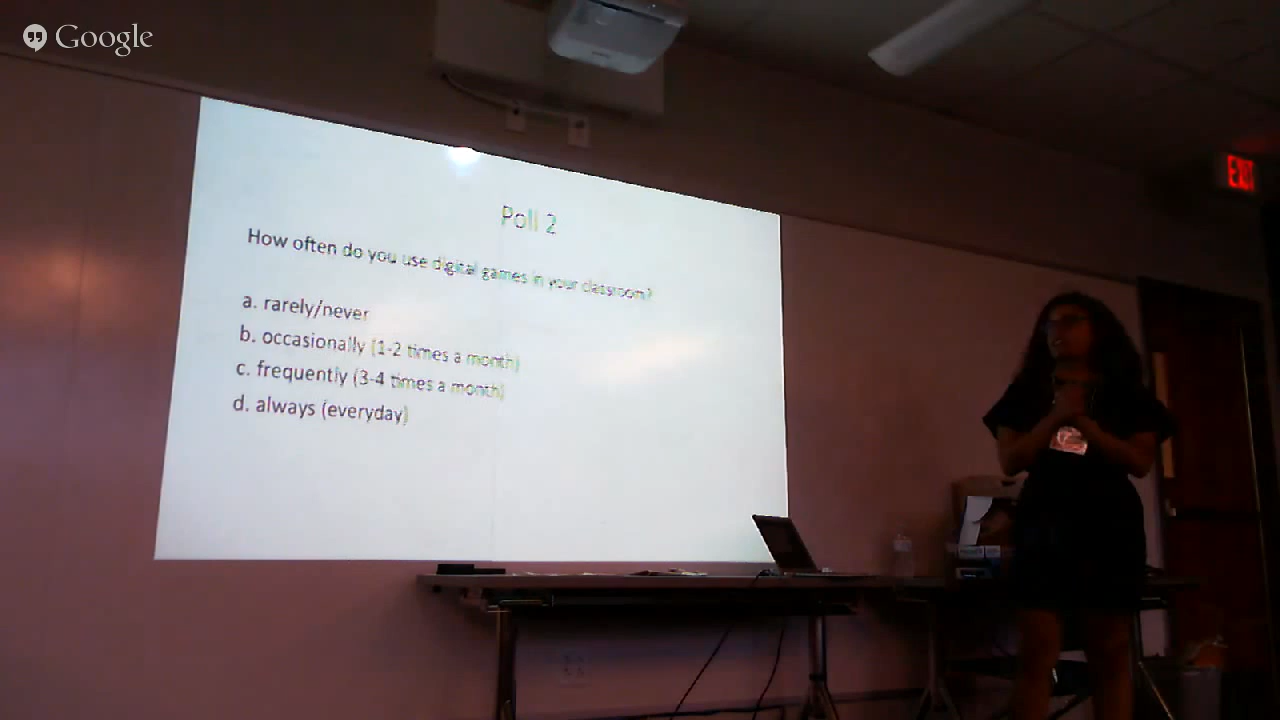 Google
Poll 2
How often do you use digital games in your classroom?
a. rarely/never
b. occasionally (1-2 times a month)
c. frequently (3-4 times a month)
d. always (everyday)
EXIT